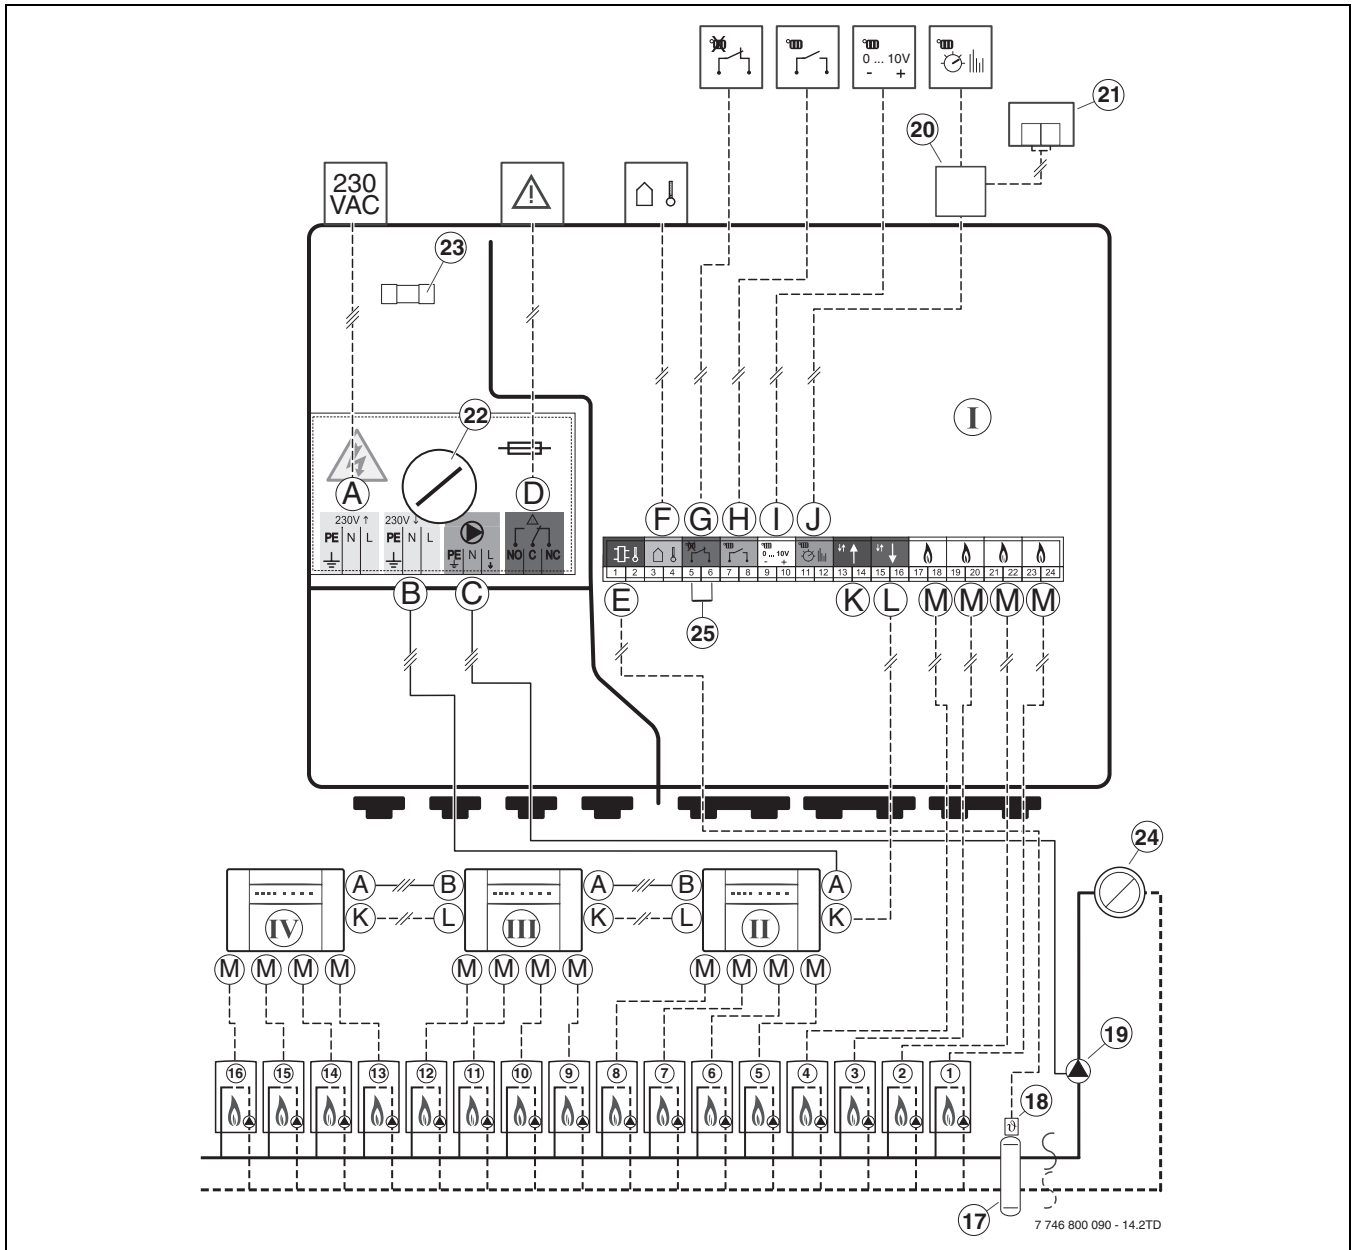 0 ... 10V
- +
21
20
230
VAC
23
I
22
A
D
F G H I J
230V ↑
230V ↓
PE N L
PE N L
PE N L
NO C NC
0 ... 10V
- +
1 2 3 4 5 6 7 8 9 10 11 12 13 14 15 16 17 18 19 20 21 22 23 24
B
C
E
25
K L M M M M
24
A B
A B
A
IV
III
II
K L
K L
K
M M M M
M M M M
M M M M
19
16 15 14 13 12 11 10 9 8 7 6 5 4 3 2 1
18
ϑ
17
7 746 800 090 - 14.2TD